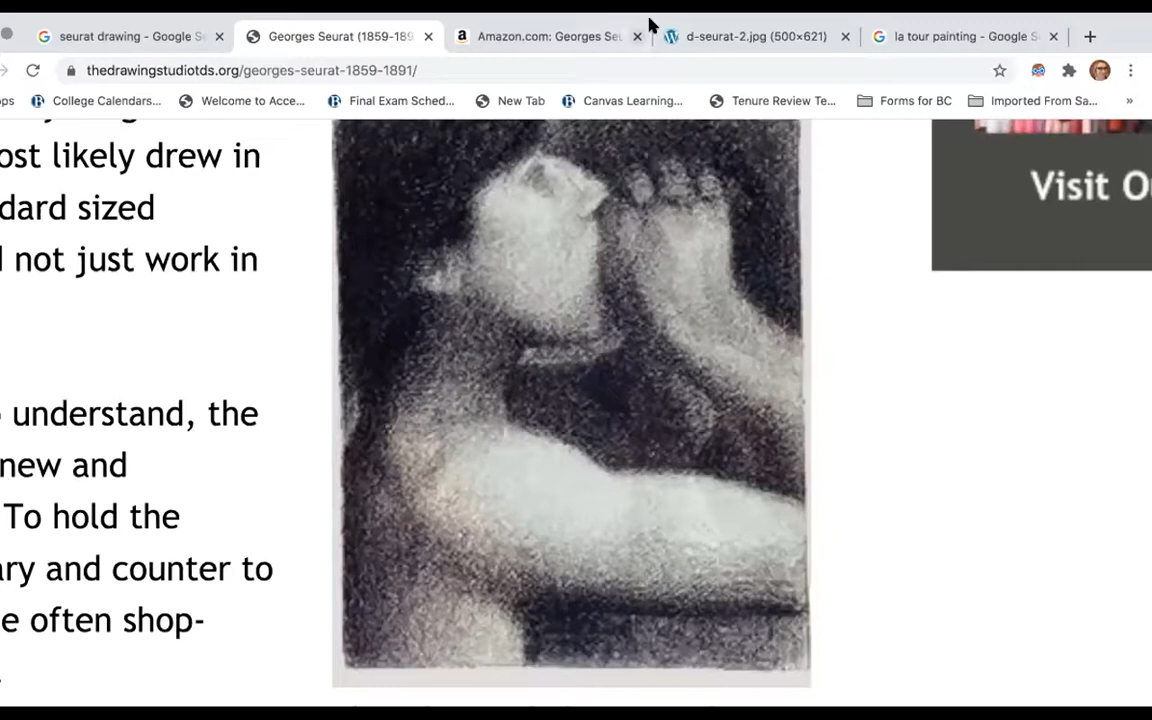 seurat drawing - Google S
Georges Seurat (1859-189
Amazon.com: Georges Seu
d-seurat-2.jpg (500×621)
la tour painting - Google S
thedrawingstudiotds.org/georges-seurat-1859-1891/
College Calendars...
Welcome to Acce...
Final Exam Sched...
New Tab
Canvas Learning...
Tenure Review Te...
Forms for BC
Imported From Sa...
»
ost likely drew in
dard sized
not just work in
understand, the
new and
To hold the
ary and counter to
e often shop-
Visit O